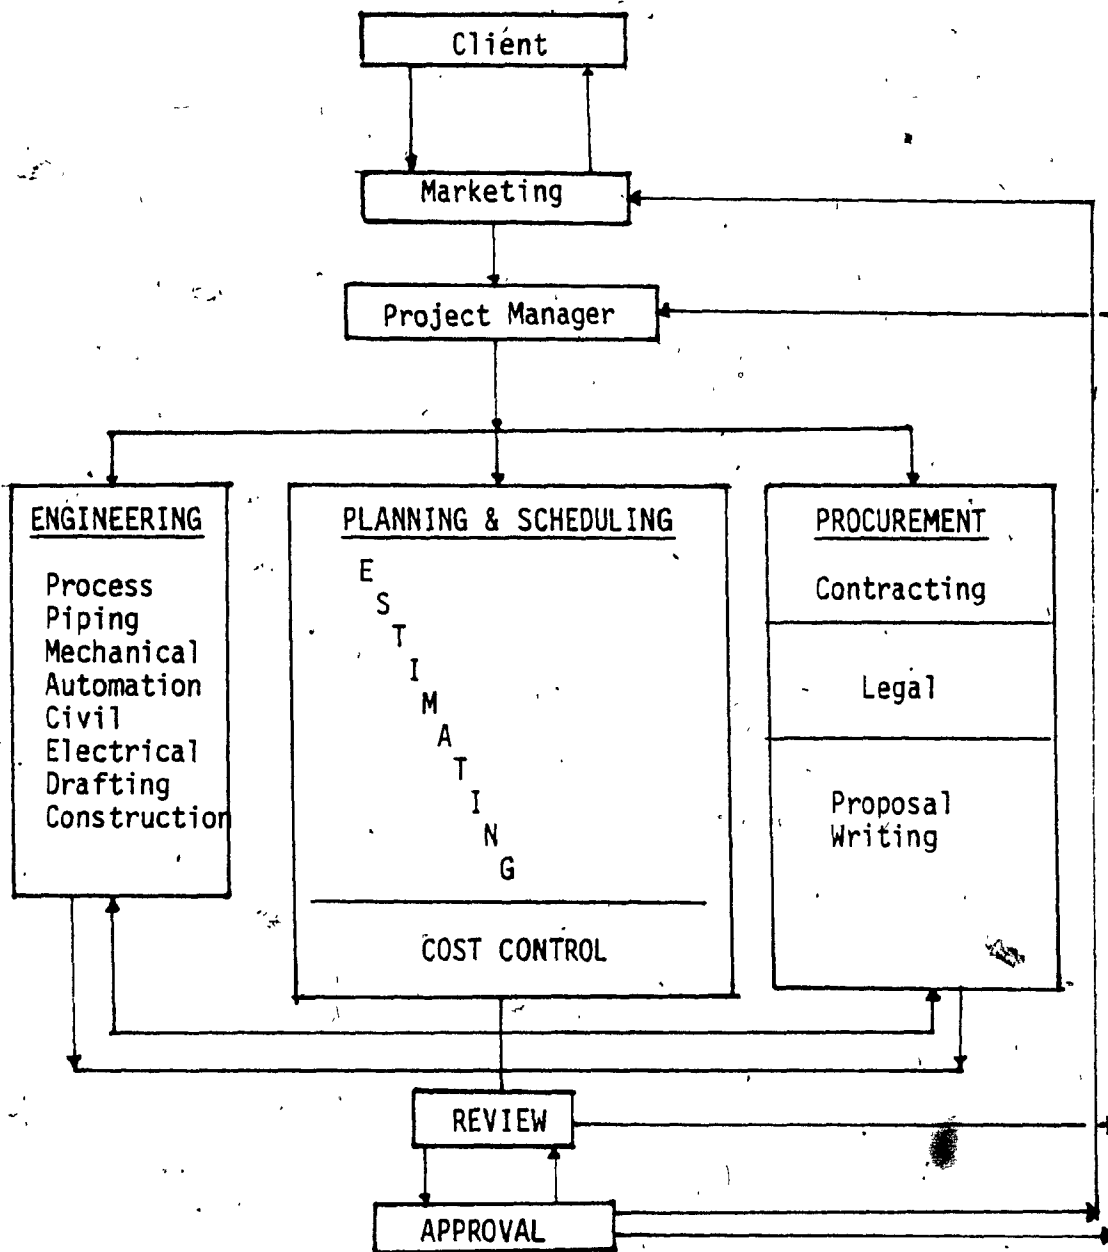 Client
Marketing
Project Manager
ENGINEERING
Process
Piping
Mechanical
Automation
Civil
Electrical
Drafting
Construction
PLANNING & SCHEDULING
ESTIMATING
COST CONTROL
PROCUREMENT
Contracting
Legal
Proposal
Writing
REVIEW
APPROVAL